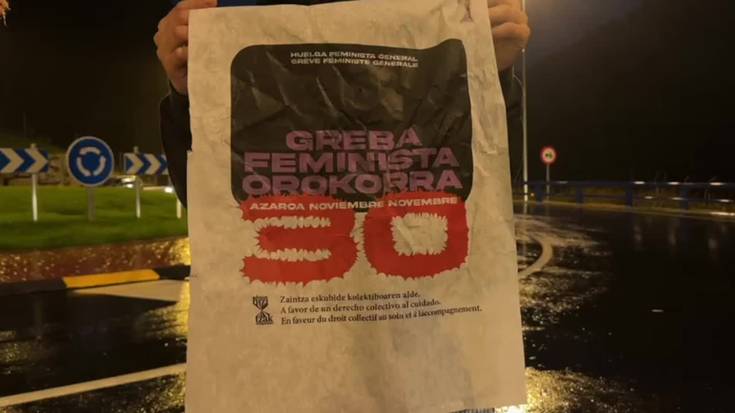 HUELGA FEMINISTA GENERAL
GRÈVE FÉMINISTE GÉNÉRALE
GREBA
FEMINISTA
OROKORRA
AZAROA NOVIEMBRE NOVEMBRE
30
Zaintza eskubide kolektiboaren alde.
A favor de un derecho colectivo al cuidado.
En faveur du droit collectif au soin et à l'accompagnement.